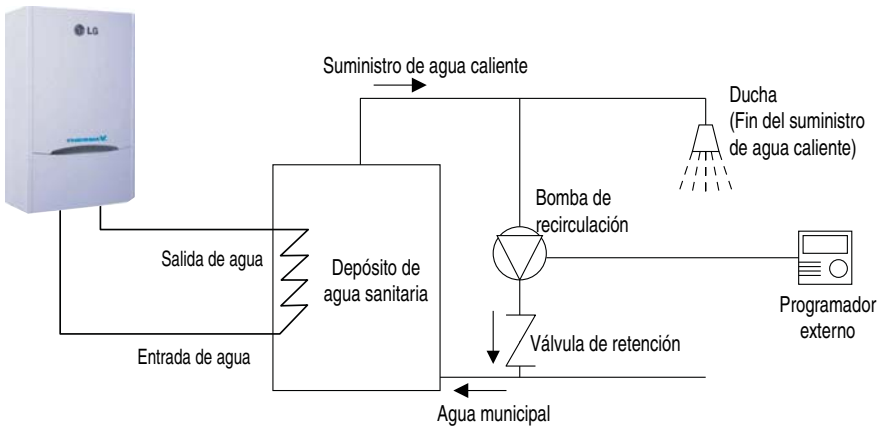 LG
THERMA V
Suministro de agua caliente
Ducha
(Fin del suministro
de agua caliente)
Bomba de
recirculación
Salida de agua
Depósito de
agua sanitaria
Programador
externo
Válvula de retención
Entrada de agua
Agua municipal